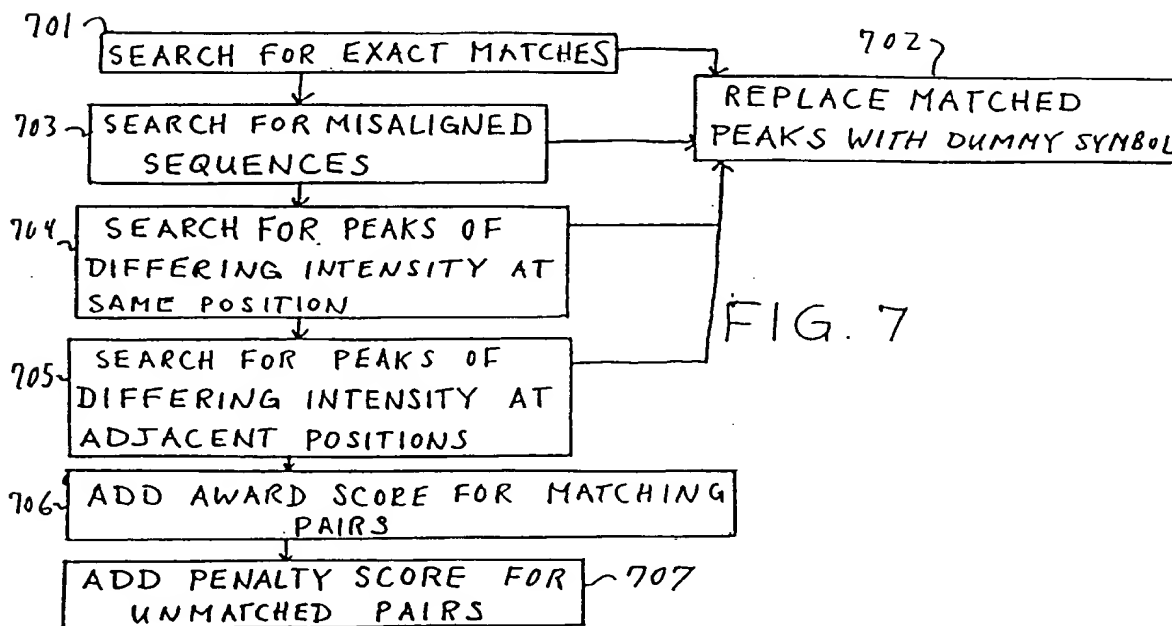 701
SEARCH FOR EXACT MATCHES
702
REPLACE MATCHED
PEAKS WITH DUMMY SYMBOL
703
SEARCH FOR MISALIGNED
SEQUENCES
704
SEARCH FOR PEAKS OF
DIFFERING INTENSITY AT
SAME POSITION
FIG. 7
705
SEARCH FOR PEAKS OF
DIFFERING INTENSITY AT
ADJACENT POSITIONS
706
ADD AWARD SCORE FOR MATCHING
PAIRS
ADD PENALTY SCORE FOR
UNMATCHED PAIRS
707